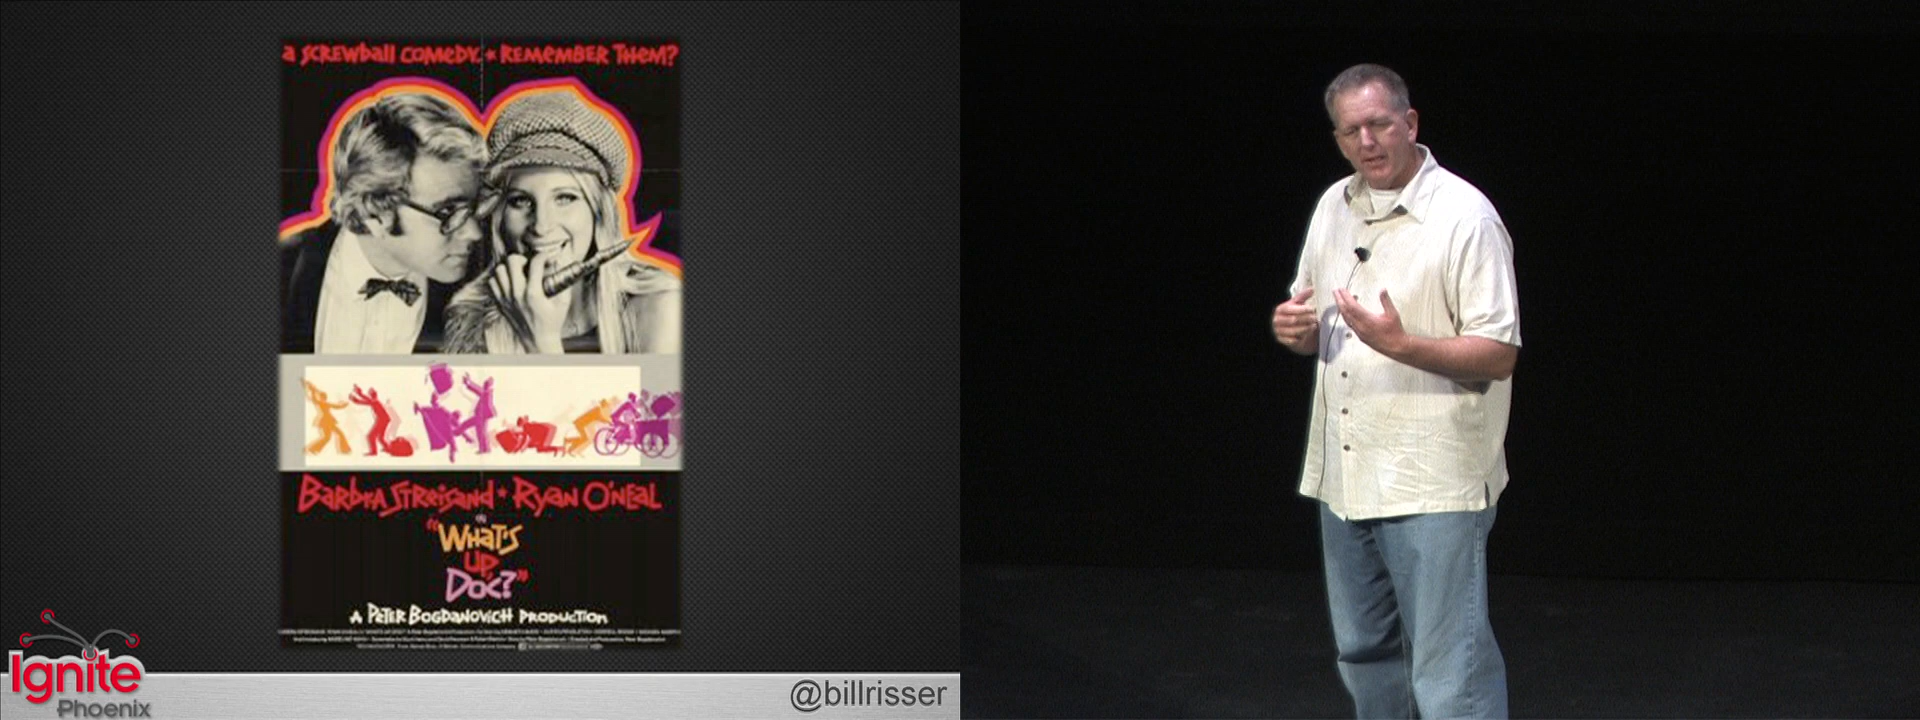 a SCREWball COMEDY. * REMEMBER THEM?
BarbrA STReisand * Ryan O'NEAL
IN
"WHAT'S
UP,
DOC?"
A PETER BOGDANOVICH PRODUCTION
Ignite
Phoenix
@billrisser